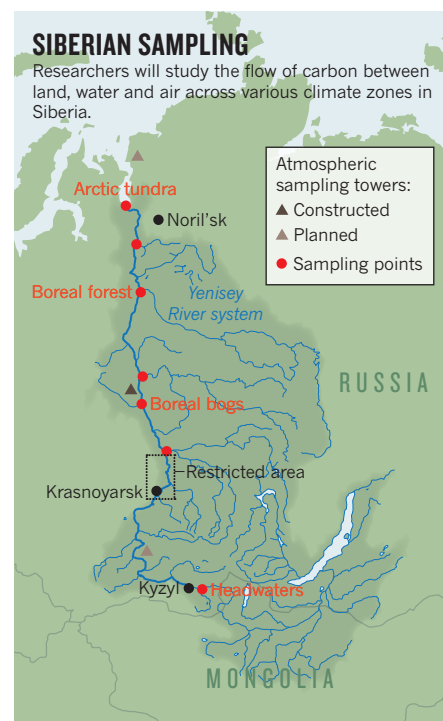 SIBERIAN SAMPLING
Researchers will study the flow of carbon between
land, water and air across various climate zones in
Siberia.
Atmospheric
sampling towers:
Constructed
Planned
Sampling points
Arctic tundra
Noril'sk
Boreal forest
Yenisey
River system
RUSSIA
Boreal bogs
Restricted area
Krasnoyarsk
Kyzyl
Headwaters
MONGOLIA